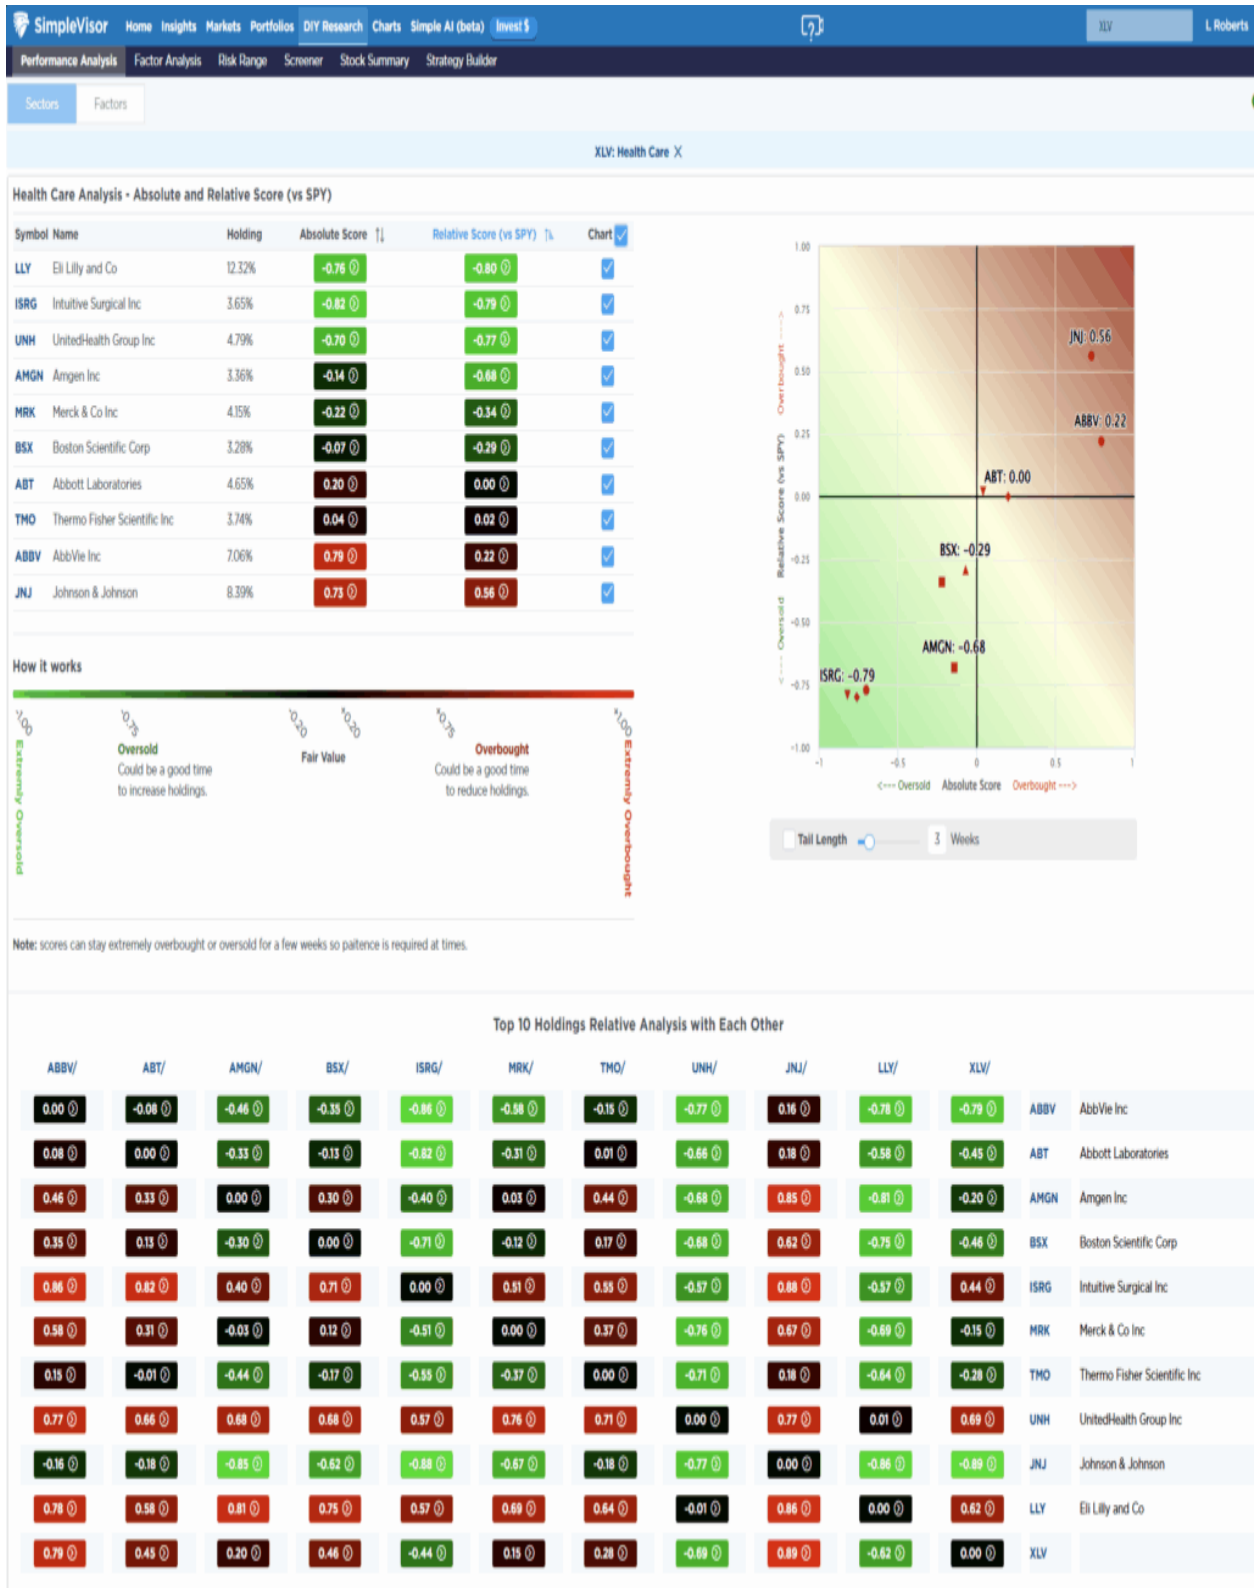 SimpleVisor Home Insights Markets Portfolios DIY Research Charts Simple AI (beta) Invest $ XLV L Roberts
Performance Analysis Factor Analysis Risk Range Screener Stock Summary Strategy Builder
Sectors Factors
XLV: Health Care X
Health Care Analysis - Absolute and Relative Score (vs SPY)
Symbol Name Holding Absolute Score Relative Score (vs SPY) Chart
LLY Eli Lilly and Co 12.32% -0.76 -0.80
ISRG Intuitive Surgical Inc 3.65% -0.82 -0.79
UNH UnitedHealth Group Inc 4.79% -0.70 -0.77
AMGN Amgen Inc 3.36% -0.14 -0.68
MRK Merck & Co Inc 4.15% -0.22 -0.34
BSX Boston Scientific Corp 3.28% -0.07 -0.29
ABT Abbott Laboratories 4.65% 0.20 0.00
TMO Thermo Fisher Scientific Inc 3.74% 0.04 0.02
ABBV AbbVie Inc 7.06% 0.79 0.22
JNJ Johnson & Johnson 8.39% 0.73 0.56
How it works
-1.00 -0.75 -0.20 +0.20 +0.75 +1.00
Extremily Oversold
Oversold
Could be a good time
to increase holdings.
Fair Value
Overbought
Could be a good time
to reduce holdings.
Extremily Overbought
Note: scores can stay extremely overbought or oversold for a few weeks so paitence is required at times.
1.00
0.75
0.50
0.25
0.00
-0.25
-0.50
-0.75
-1.00
<--- Oversold Relative Score (vs SPY) Overbought --->
JNJ: 0.56
ABBV: 0.22
ABT: 0.00
BSX: -0.29
AMGN: -0.68
ISRG: -0.79
-1 -0.5 0 0.5 1
<--- Oversold Absolute Score Overbought --->
Tail Length 3 Weeks
Top 10 Holdings Relative Analysis with Each Other
ABBV/ ABT/ AMGN/ BSX/ ISRG/ MRK/ TMO/ UNH/ JNJ/ LLY/ XLV/
0.00 -0.08 -0.46 -0.35 -0.86 -0.58 -0.15 -0.77 0.16 -0.78 -0.79 ABBV AbbVie Inc
0.08 0.00 -0.33 -0.13 -0.82 -0.31 0.01 -0.66 0.18 -0.58 -0.45 ABT Abbott Laboratories
0.46 0.33 0.00 0.30 -0.40 0.03 0.44 -0.68 0.85 -0.81 -0.20 AMGN Amgen Inc
0.35 0.13 -0.30 0.00 -0.71 -0.12 0.17 -0.68 0.62 -0.75 -0.46 BSX Boston Scientific Corp
0.86 0.82 0.40 0.71 0.00 0.51 0.55 -0.57 0.88 -0.57 0.44 ISRG Intuitive Surgical Inc
0.58 0.31 -0.03 0.12 -0.51 0.00 0.37 -0.76 0.67 -0.69 -0.15 MRK Merck & Co Inc
0.15 -0.01 -0.44 -0.17 -0.55 -0.37 0.00 -0.71 0.18 -0.64 -0.28 TMO Thermo Fisher Scientific Inc
0.77 0.66 0.68 0.68 0.57 0.76 0.71 0.00 0.77 0.01 0.69 UNH UnitedHealth Group Inc
-0.16 -0.18 -0.85 -0.62 -0.88 -0.67 -0.18 -0.77 0.00 -0.86 -0.89 JNJ Johnson & Johnson
0.78 0.58 0.81 0.75 0.57 0.69 0.64 -0.01 0.86 0.00 0.62 LLY Eli Lilly and Co
0.79 0.45 0.20 0.46 -0.44 0.15 0.28 -0.69 0.89 -0.62 0.00 XLV